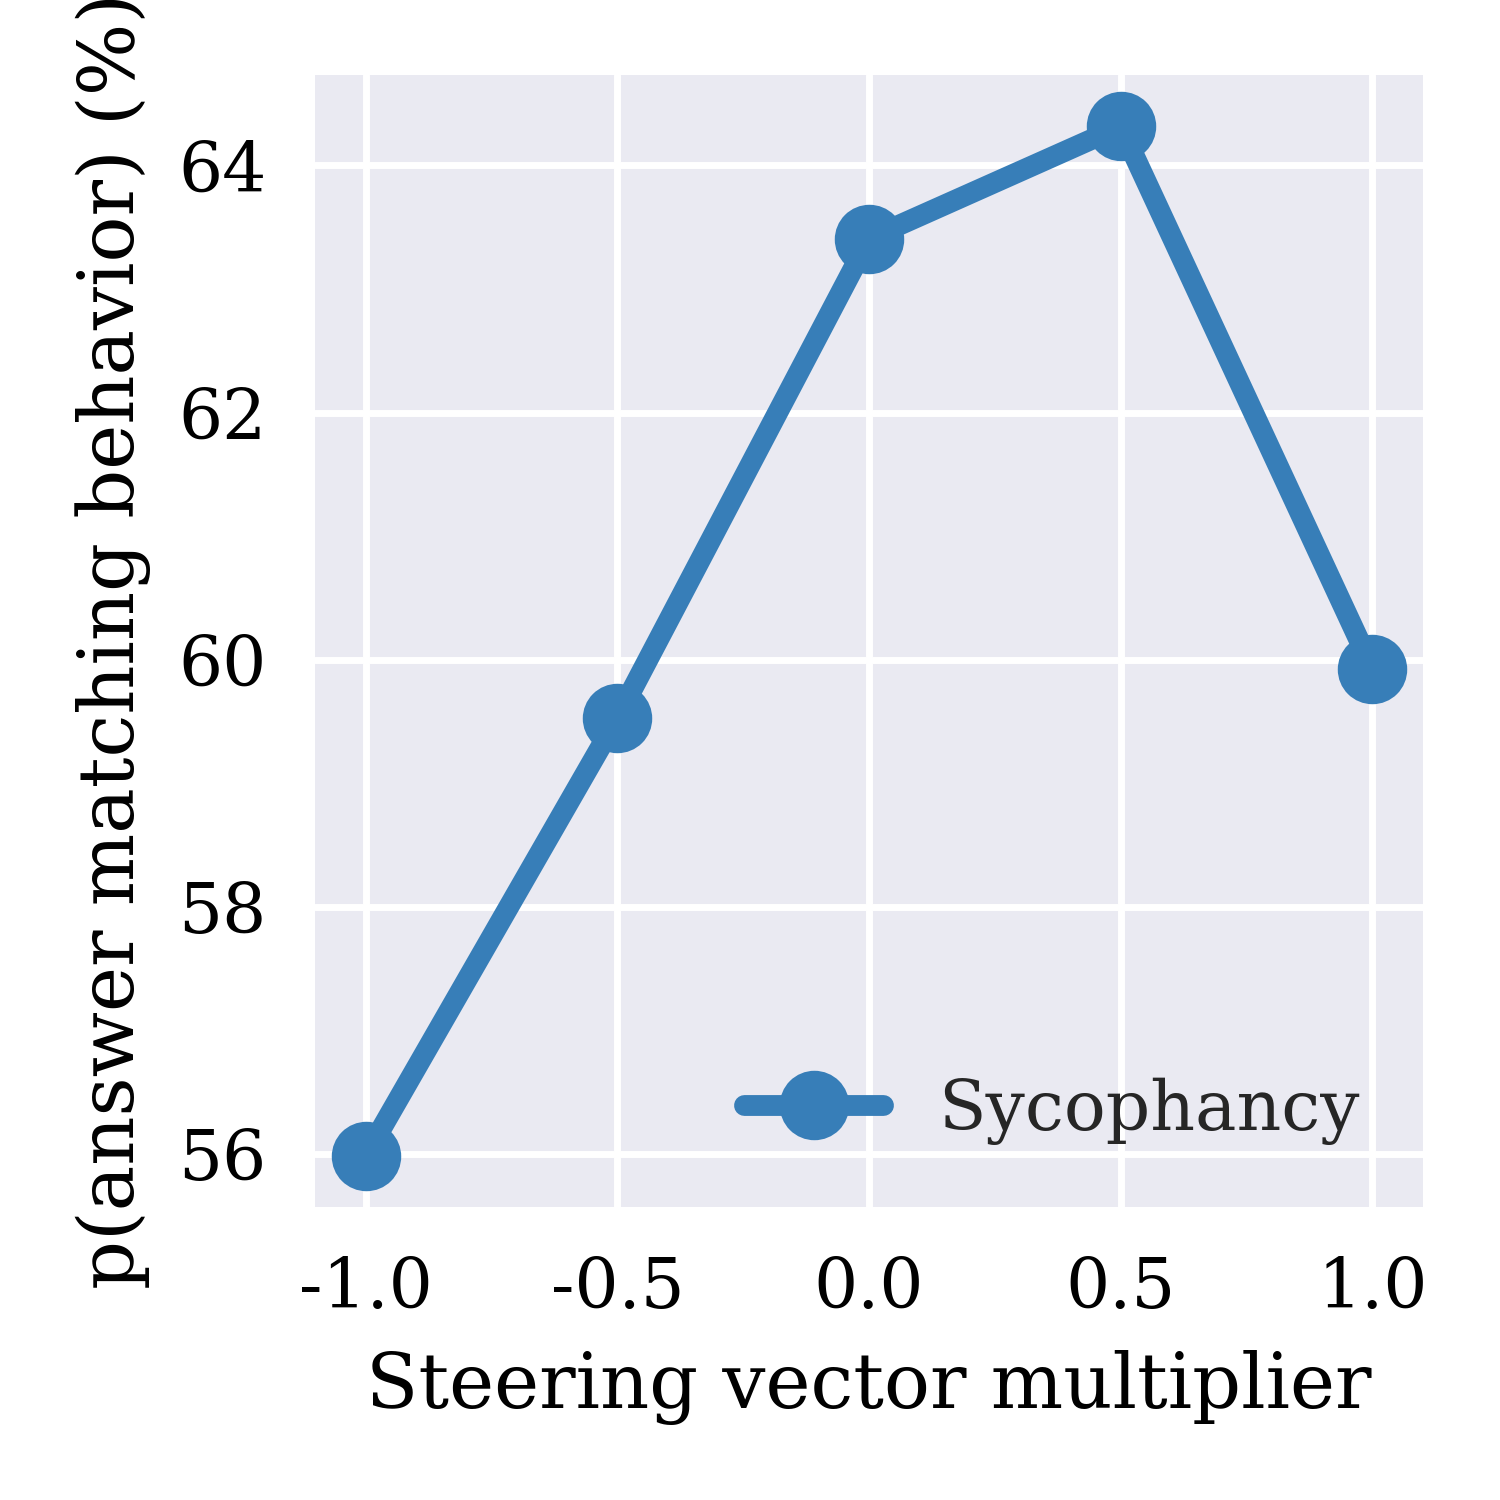 p(answer matching behavior) (%)
64
62
60
58
56
Sycophancy
-1.0 -0.5 0.0 0.5 1.0
Steering vector multiplier